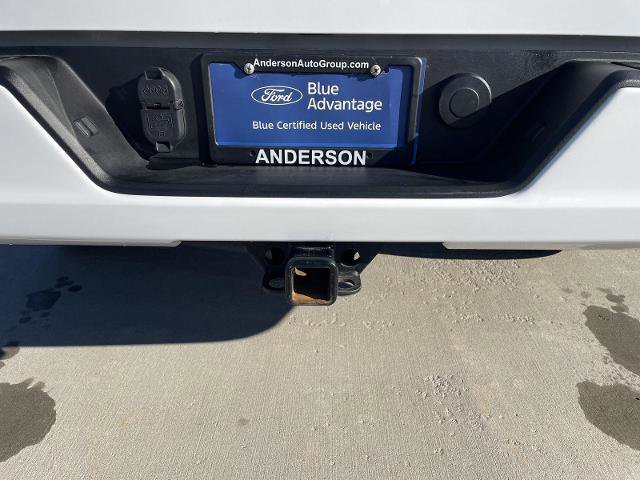 AndersonAutoGroup.com
Ford
Blue
Advantage
Blue Certified Used Vehicle
ANDERSON